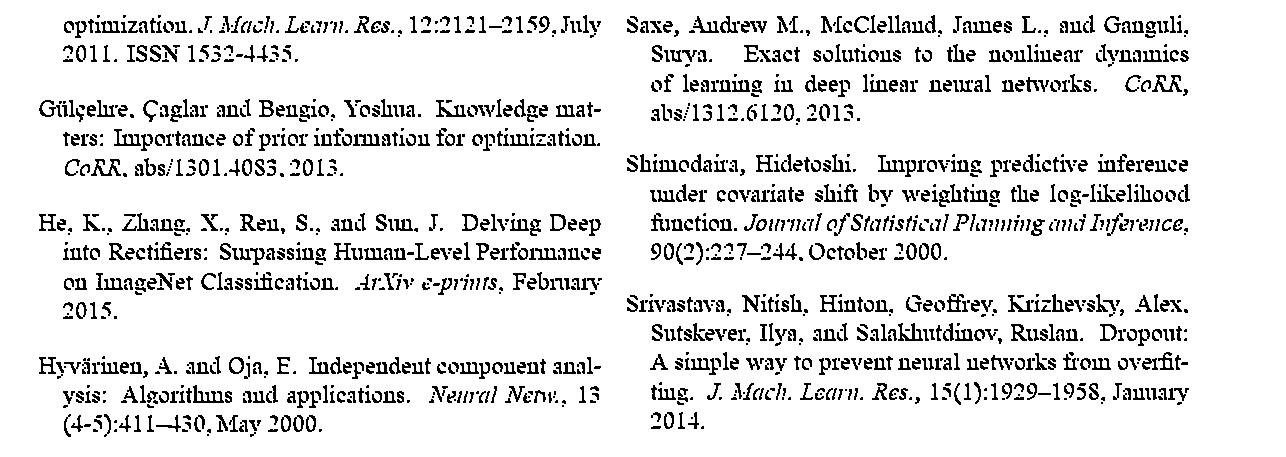 optimization. J. Mach. Learn. Res., 12:2121–2159, July
2011. ISSN 1532-4435.
Gülçehre, Çaglar and Bengio, Yoshua. Knowledge mat-
ters: Importance of prior information for optimization.
CoRR, abs/1301.4083, 2013.
He, K., Zhang, X., Ren, S., and Sun, J. Delving Deep
into Rectifiers: Surpassing Human-Level Performance
on ImageNet Classification. ArXiv e-prints, February
2015.
Hyvärinen, A. and Oja, E. Independent component anal-
ysis: Algorithms and applications. Neural Netw., 13
(4-5):411–430, May 2000.
Saxe, Andrew M., McClelland, James L., and Ganguli,
Surya. Exact solutions to the nonlinear dynamics
of learning in deep linear neural networks. CoRR,
abs/1312.6120, 2013.
Shimodaira, Hidetoshi. Improving predictive inference
under covariate shift by weighting the log-likelihood
function. Journal of Statistical Planning and Inference,
90(2):227–244, October 2000.
Srivastava, Nitish, Hinton, Geoffrey, Krizhevsky, Alex,
Sutskever, Ilya, and Salakhutdinov, Ruslan. Dropout:
A simple way to prevent neural networks from overfit-
ting. J. Mach. Learn. Res., 15(1):1929–1958, January
2014.